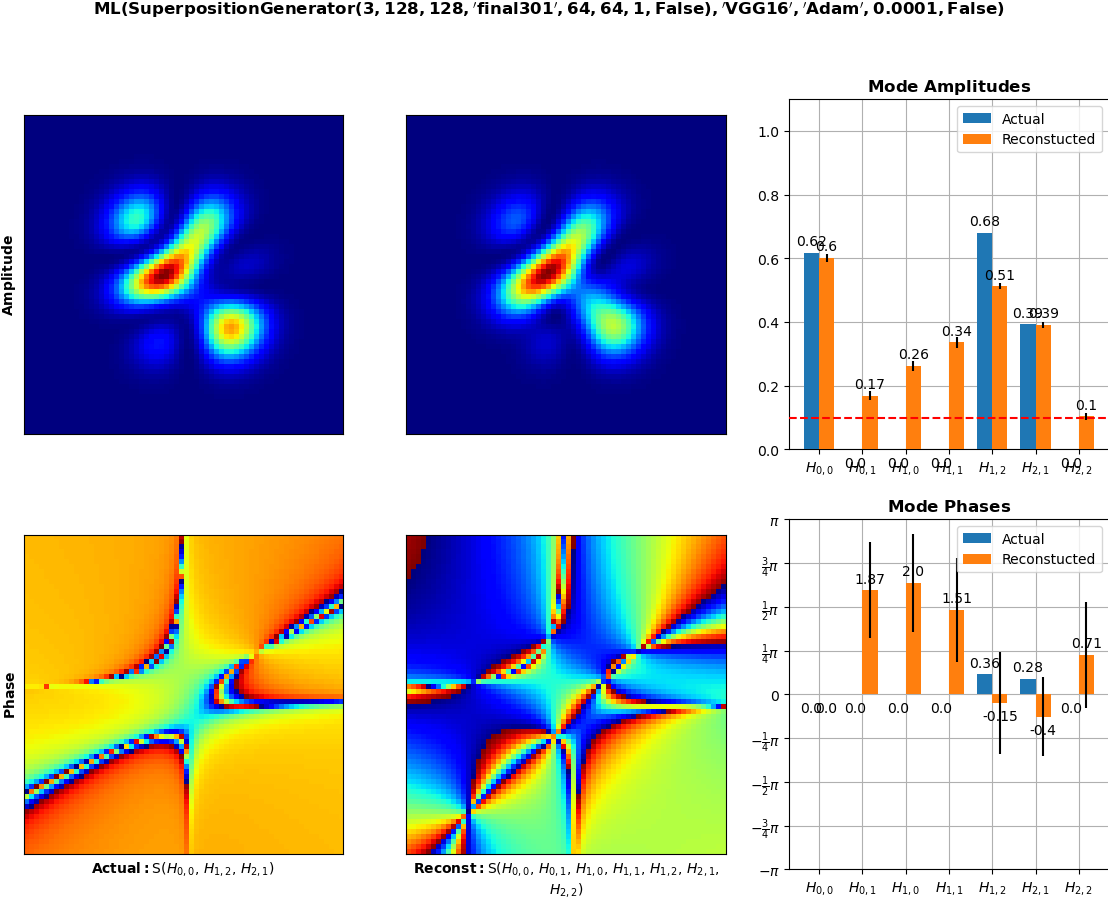 ML(SuperpositionGenerator(3, 128, 128, ′final301′, 64, 64, 1, False), ′VGG16′, ′Adam′, 0.0001, False)
Amplitude
Mode Amplitudes
Actual
Reconstucted
1.0
0.8
0.6
0.4
0.2
0.0
0.62
0.6
0.0
0.17
0.0
0.26
0.0
0.34
0.68
0.51
0.39
0.39
0.0
0.1
H0,0 H0,1 H1,0 H1,1 H1,2 H2,1 H2,2
Phase
Actual: S(H0,0, H1,2, H2,1)
Reconst: S(H0,0, H0,1, H1,0, H1,1, H1,2, H2,1,
H2,2)
Mode Phases
Actual
Reconstucted
π
3/4π
1/2π
1/4π
0
−1/4π
−1/2π
−3/4π
−π
0.0
0.0
0.0
1.87
0.0
2.0
0.0
1.51
0.36
-0.15
0.28
-0.4
0.0
0.71
H0,0 H0,1 H1,0 H1,1 H1,2 H2,1 H2,2